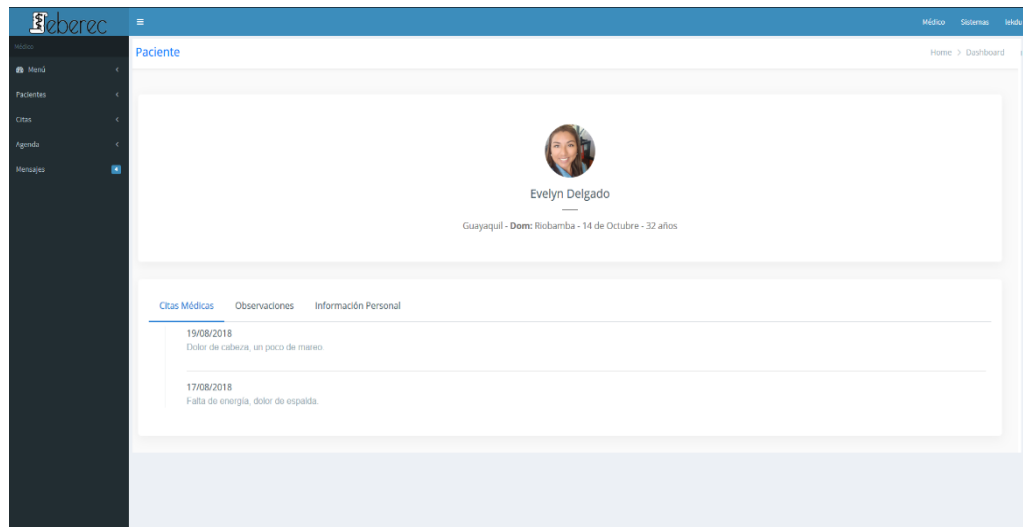 eberec
Médico Sistemas
Médico
Paciente
Home > Dashboard
Menú
Pacientes
Citas
Agenda
Mensajes
Evelyn Delgado
Guayaquil - Dom: Riobamba - 14 de Octubre - 32 años
Citas Médicas Observaciones Información Personal
19/08/2018
Dolor de cabeza, un poco de mareo.
17/08/2018
Falta de energía, dolor de espalda.